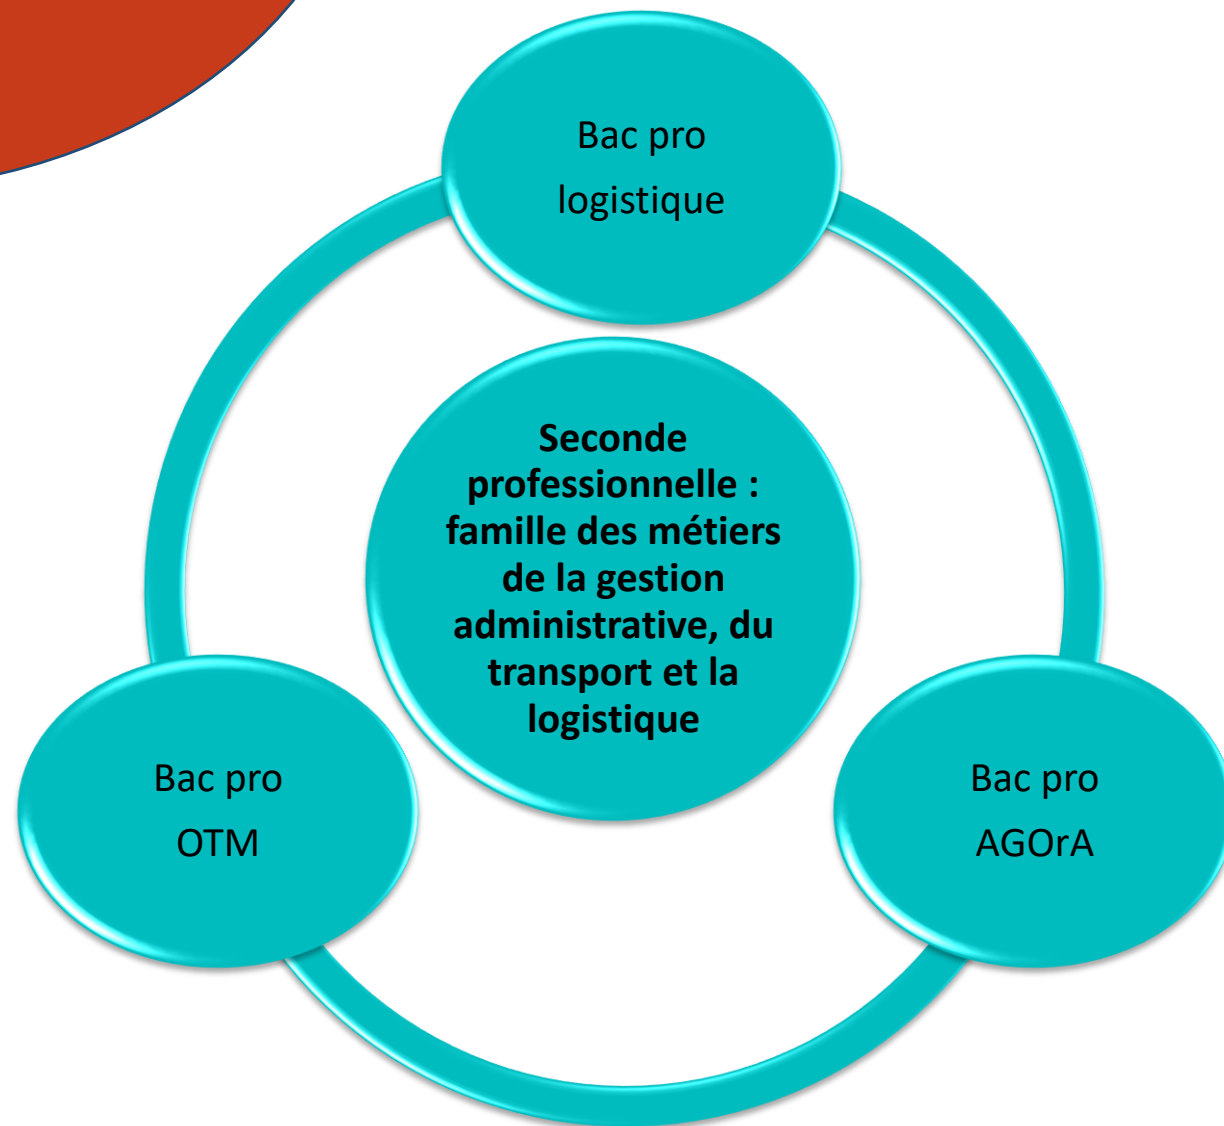 Bac pro
logistique
Seconde
professionnelle :
famille des métiers
de la gestion
administrative, du
transport et la
logistique
Bac pro
OTM
Bac pro
AGOrA